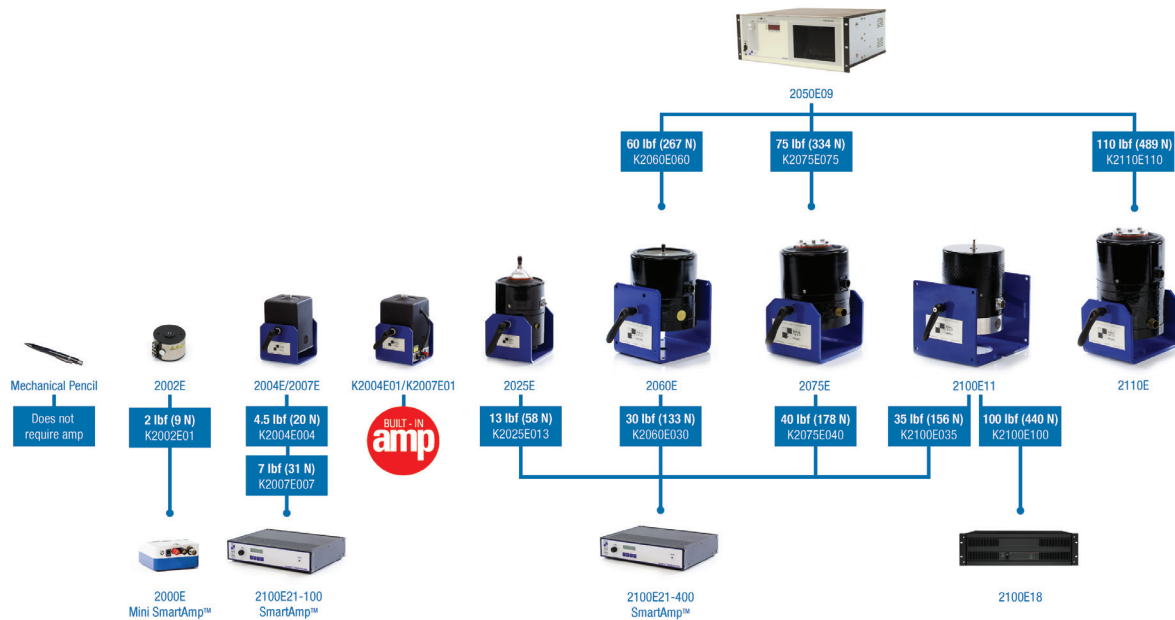 2050E09
60 lbf (267 N)
K2060E060
75 lbf (334 N)
K2075E075
110 lbf (489 N)
K2110E110
Mechanical Pencil
2002E
2004E/2007E
K2004E01/K2007E01
2025E
2060E
2075E
2100E11
2110E
Does not
require amp
2 lbf (9 N)
K2002E01
4.5 lbf (20 N)
K2004E004
BUILT - IN
amp
13 lbf (58 N)
K2025E013
30 lbf (133 N)
K2060E030
40 lbf (178 N)
K2075E040
35 lbf (156 N)
K2100E035
100 lbf (440 N)
K2100E100
7 lbf (31 N)
K2007E007
2000E
Mini SmartAmp™
2100E21-100
SmartAmp™
2100E21-400
SmartAmp™
2100E18